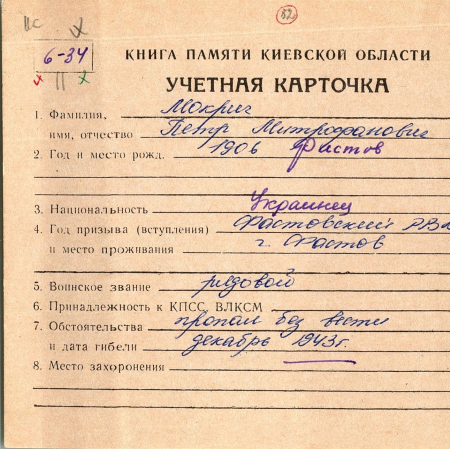 82
6-34
КНИГА ПАМЯТИ КИЕВСКОЙ ОБЛАСТИ
УЧЕТНАЯ КАРТОЧКА
1. Фамилия, Мокриг
имя, отчество Петр Митрофанович
2. Год и место рожд. 1906 Фастов
3. Национальность Украинец
4. Год призыва (вступления) Фастовский РВК
и место проживания г. Фастов
5. Воинское звание рядовой
6. Принадлежность к КПСС, ВЛКСМ
7. Обстоятельства пропал без вести
и дата гибели декабрь 1943г.
8. Место захоронения